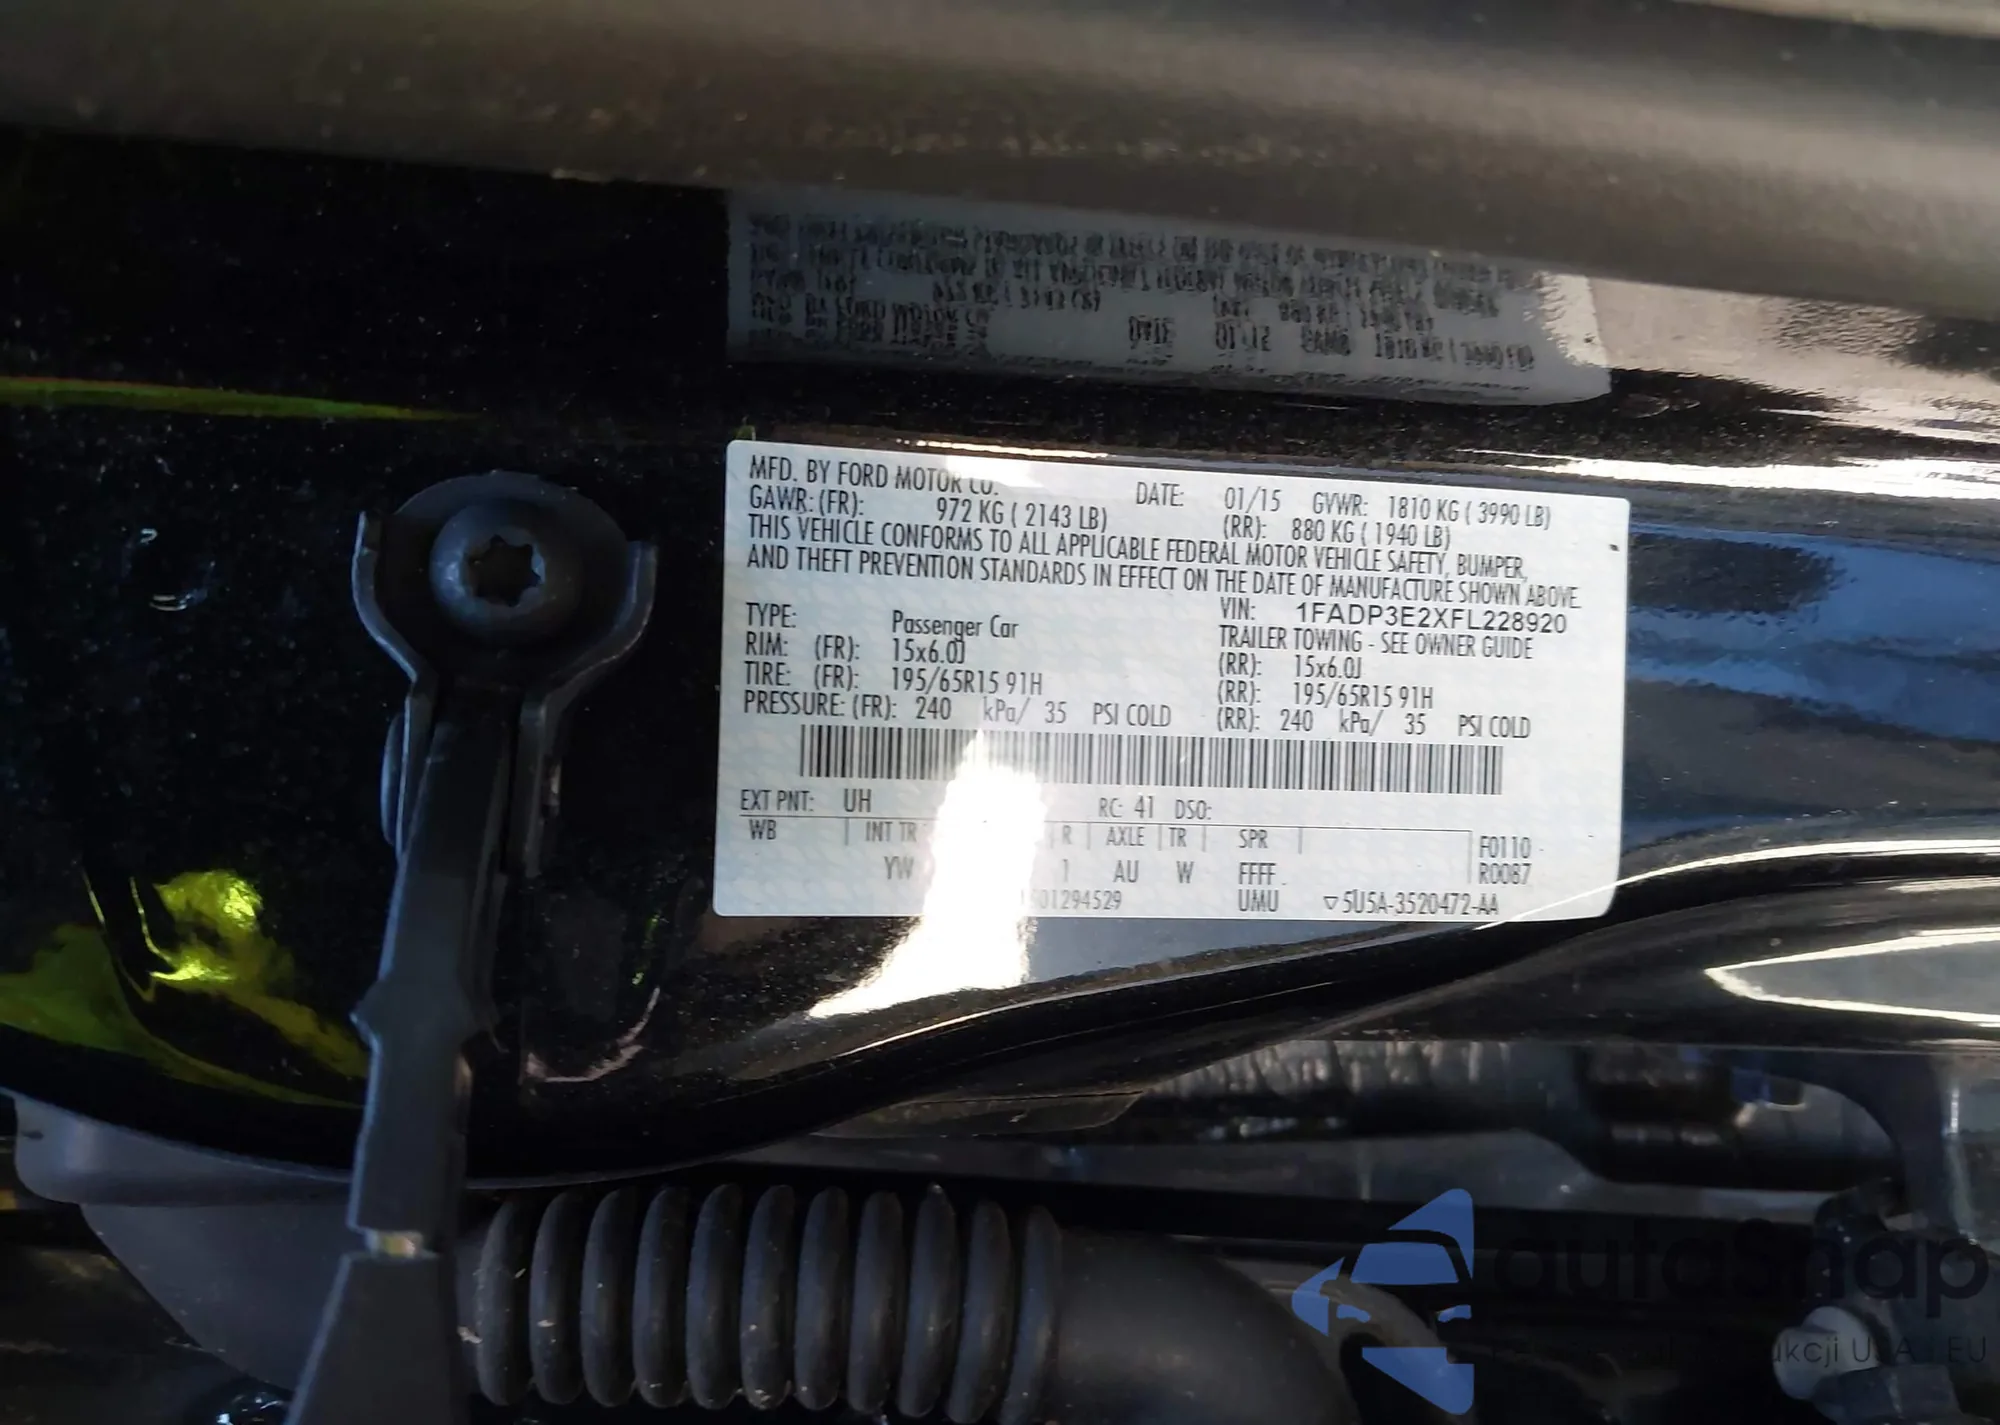 MFD. BY FORD MOTOR CO.
DATE: 01/15 GVWR: 1810 KG ( 3990 LB)
GAWR: (FR): 972 KG ( 2143 LB) (RR): 880 KG ( 1940 LB)
THIS VEHICLE CONFORMS TO ALL APPLICABLE FEDERAL MOTOR VEHICLE SAFETY, BUMPER,
AND THEFT PREVENTION STANDARDS IN EFFECT ON THE DATE OF MANUFACTURE SHOWN ABOVE.
VIN: 1FADP3E2XFL228920
TYPE: Passenger Car TRAILER TOWING - SEE OWNER GUIDE
RIM: (FR): 15x6.0J (RR): 15x6.0J
TIRE: (FR): 195/65R15 91H (RR): 195/65R15 91H
PRESSURE: (FR): 240 kPa/ 35 PSI COLD (RR): 240 kPa/ 35 PSI COLD
EXT PNT: UH RC: 41 DSO:
WB INT TR R AXLE TR SPR F0110
YW 1 AU W FFFF R0087
01294529 UMU ▽5U5A-3520472-AA
autasnap
USA i EU